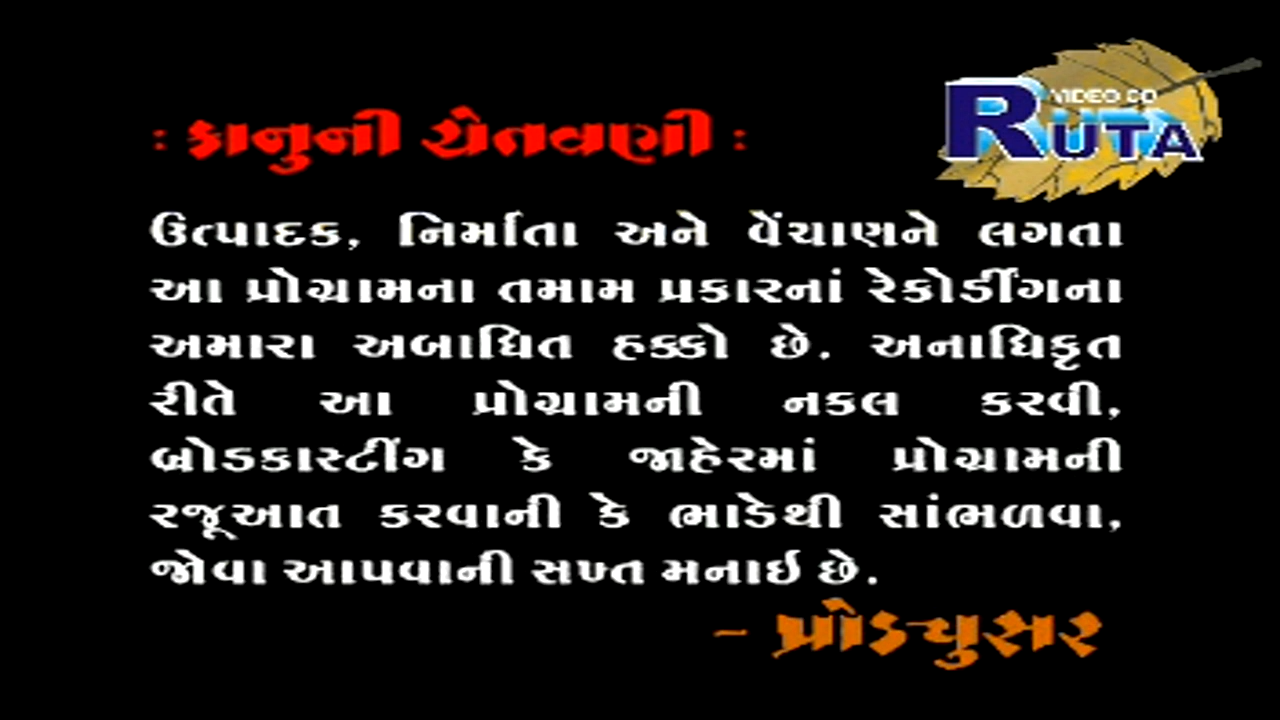 VIDEO CD
RUTA
: કાનુની ચેતવણી :
ઉત્પાદક, નિર્માતા અને વેંચાણને લગતા
આ પ્રોગ્રામના તમામ પ્રકારનાં રેકોર્ડીંગના
અમારા અબાધિત હક્કો છે. અનાધિકૃત
રીતે આ પ્રોગ્રામની નકલ કરવી,
બ્રોડકાસ્ટીંગ કે જાહેરમાં પ્રોગ્રામની
રજૂઆત કરવાની કે ભાડેથી સાંભળવા,
જોવા આપવાની સખ્ત મનાઇ છે.
- પ્રોડ્યુસર